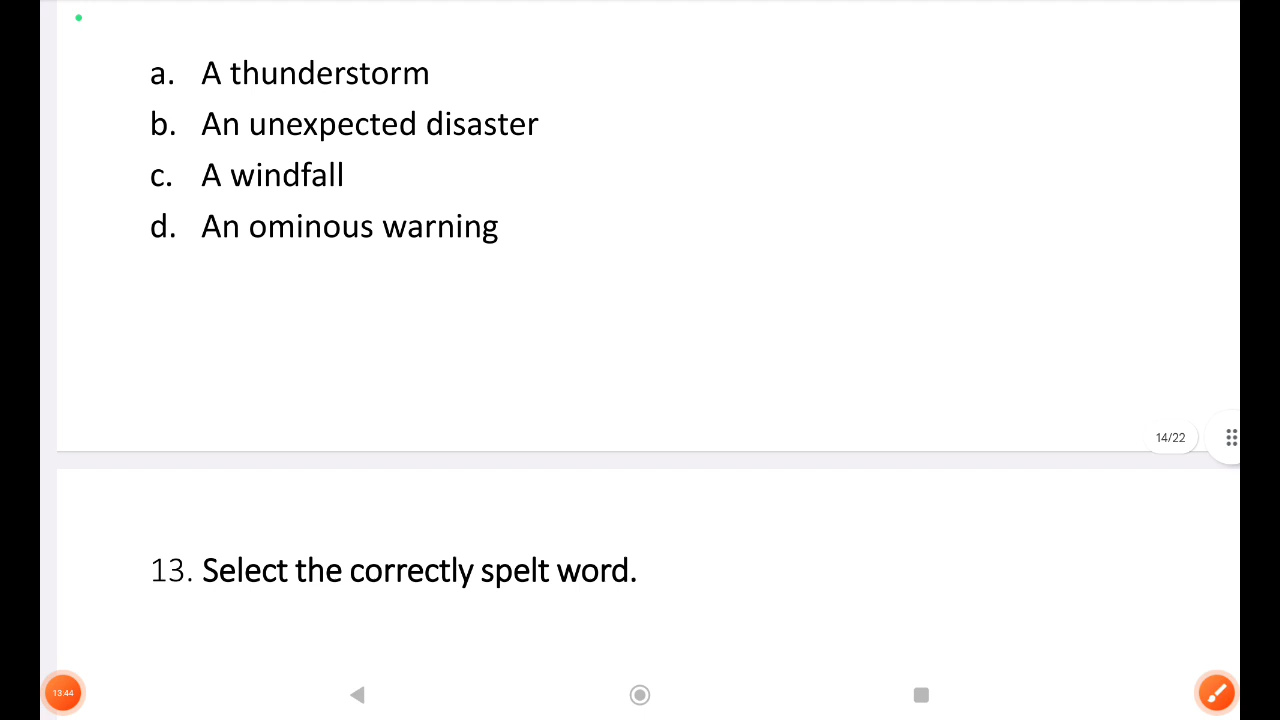 a. A thunderstorm
b. An unexpected disaster
c. A windfall
d. An ominous warning
14/22
13. Select the correctly spelt word.
13:44